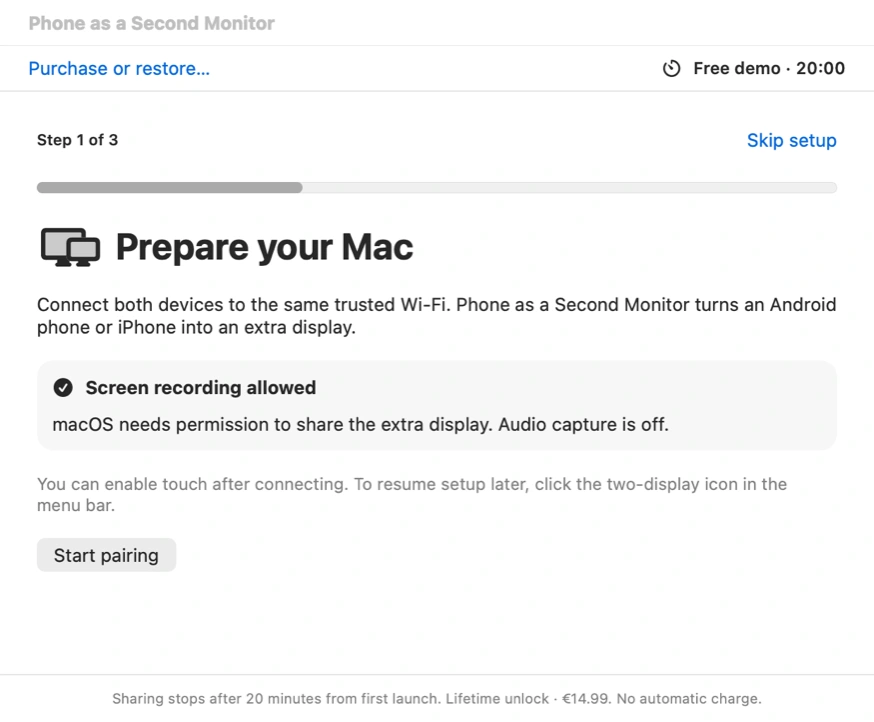 Phone as a Second Monitor
Purchase or restore...
Free demo · 20:00
Step 1 of 3
Skip setup
Prepare your Mac
Connect both devices to the same trusted Wi-Fi. Phone as a Second Monitor turns an Android
phone or iPhone into an extra display.
Screen recording allowed
macOS needs permission to share the extra display. Audio capture is off.
You can enable touch after connecting. To resume setup later, click the two-display icon in the
menu bar.
Start pairing
Sharing stops after 20 minutes from first launch. Lifetime unlock · €14.99. No automatic charge.